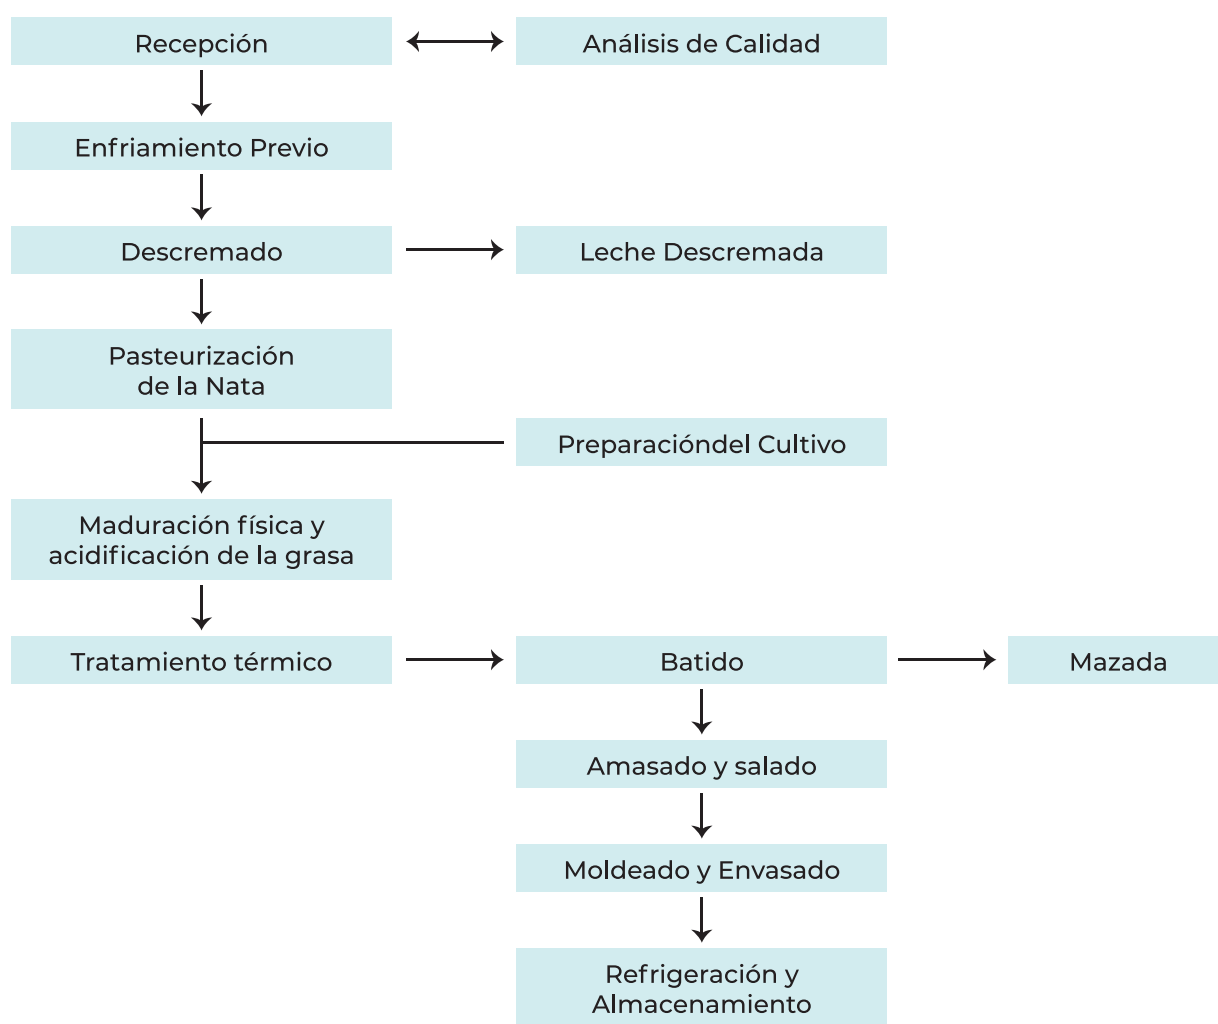 Recepción
Análisis de Calidad
Enfriamiento Previo
Descremado
Leche Descremada
Pasteurización
de la Nata
Preparacióndel Cultivo
Maduración física y
acidificación de la grasa
Tratamiento térmico
Batido
Mazada
Amasado y salado
Moldeado y Envasado
Refrigeración y
Almacenamiento